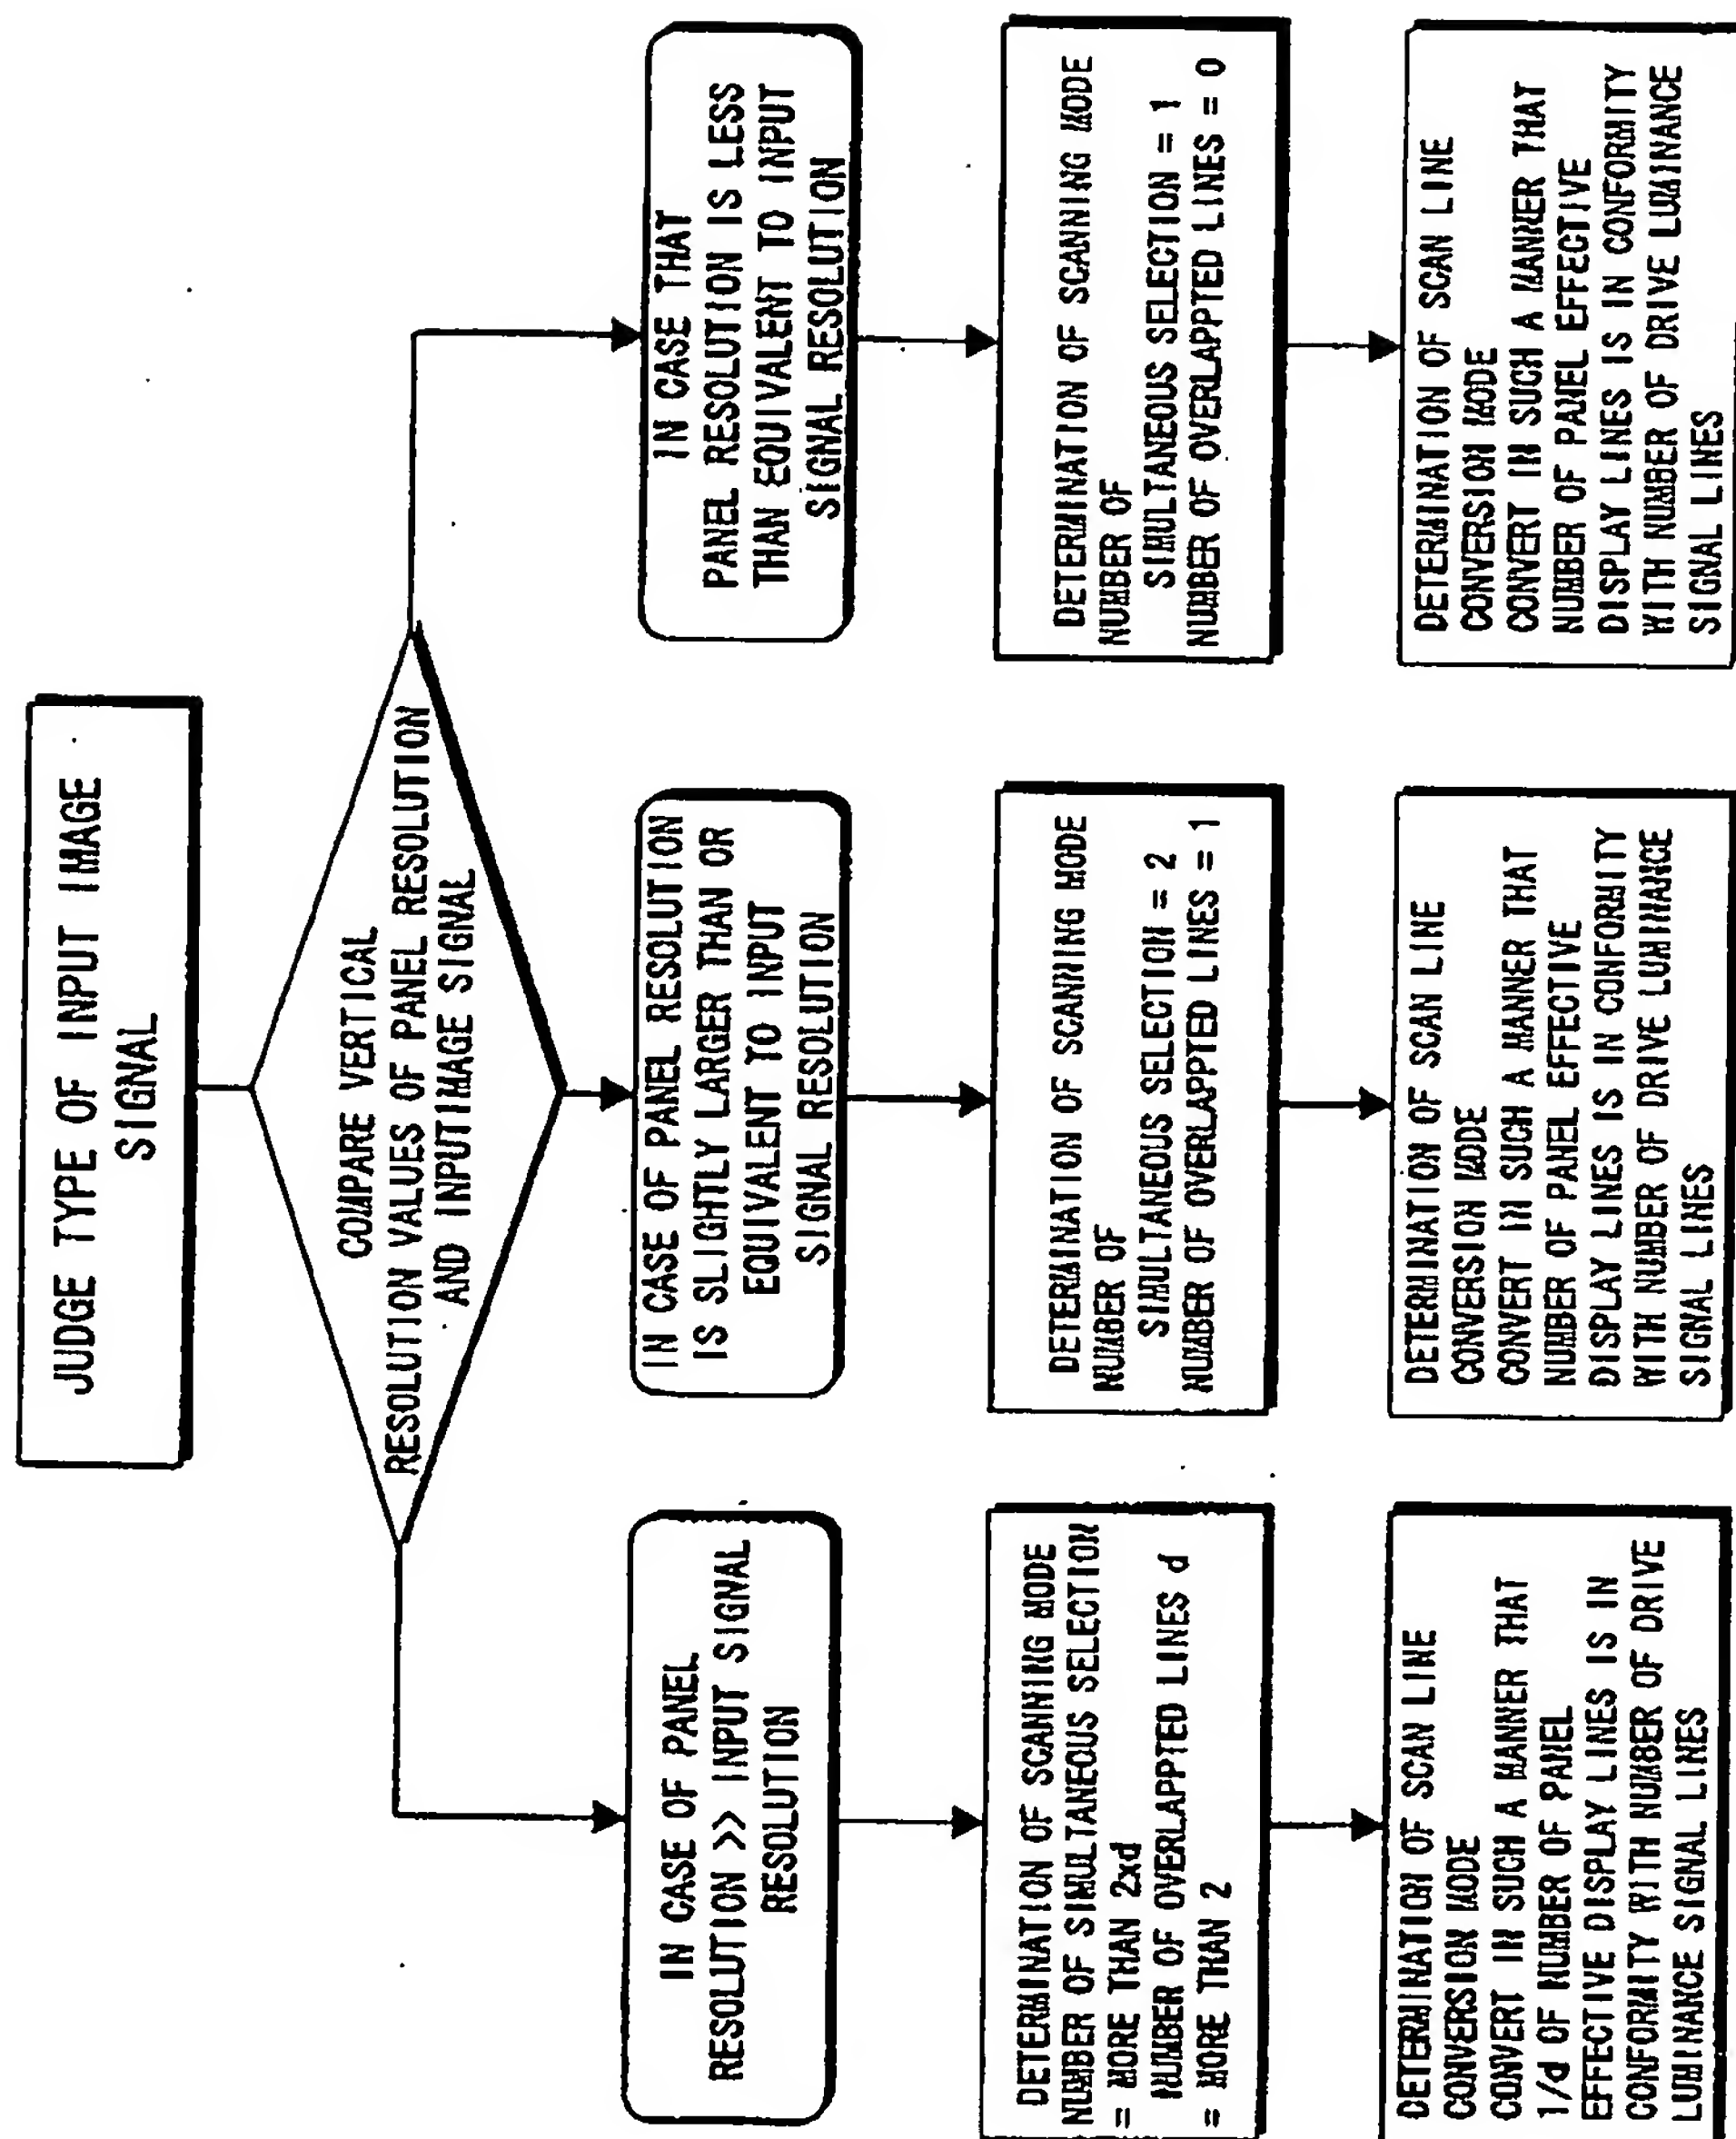 JUDGE TYPE OF INPUT IMAGE
SIGNAL
COMPARE VERTICAL
RESOLUTION VALUES OF PANEL RESOLUTION
AND INPUTIMAGE SIGNAL
IN CASE OF PANEL
RESOLUTION >> INPUT SIGNAL
RESOLUTION
DETERMINATION OF SCANNING MODE
NUMBER OF SIMULTANEOUS SELECTION
= MORE THAN 2xd
NUMBER OF OVERLAPPTED LINES d
= MORE THAN 2
DETERMINATION OF SCAN LINE
CONVERSION MODE
CONVERT IN SUCH A MANNER THAT
1/d OF NUMBER OF PANEL
EFFECTIVE DISPLAY LINES IS IN
CONFORMITY WITH NUMBER OF DRIVE
LUMINANCE SIGNAL LINES
IN CASE OF PANEL RESOLUTION
IS SLIGHTLY LARGER THAN OR
EQUIVALENT TO INPUT
SIGNAL RESOLUTION
DETERMINATION OF SCANNING MODE
NUMBER OF
SIMULTANEOUS SELECTION = 2
NUMBER OF OVERLAPPTED LINES = 1
DETERMINATION OF SCAN LINE
CONVERSION MODE
CONVERT IN SUCH A MANNER THAT
NUMBER OF PANEL EFFECTIVE
DISPLAY LINES IS IN CONFORMITY
WITH NUMBER OF DRIVE LUMINANCE
SIGNAL LINES
IN CASE THAT
PANEL RESOLUTION IS LESS
THAN EQUIVALENT TO INPUT
SIGNAL RESOLUTION
DETERMINATION OF SCANNING MODE
NUMBER OF
SIMULTANEOUS SELECTION = 1
NUMBER OF OVERLAPPTED LINES = 0
DETERMINATION OF SCAN LINE
CONVERSION MODE
CONVERT IN SUCH A MANNER THAT
NUMBER OF PANEL EFFECTIVE
DISPLAY LINES IS IN CONFORMITY
WITH NUMBER OF DRIVE LUMINANCE
SIGNAL LINES